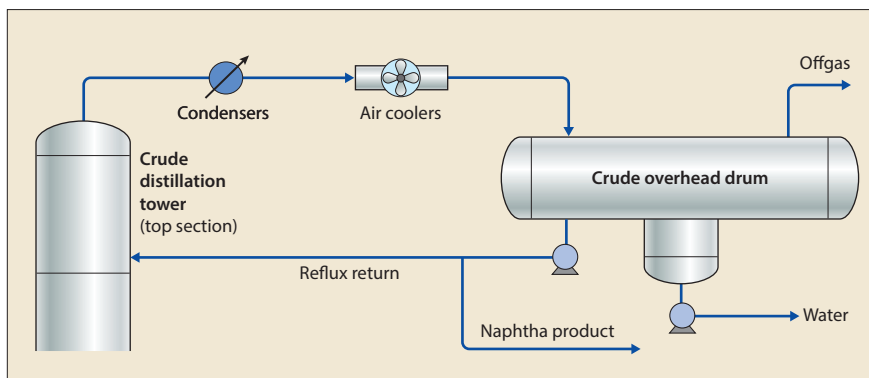 Offgas
Condensers
Air coolers
Crude
distillation
tower
(top section)
Crude overhead drum
Reflux return
Naphtha product
Water